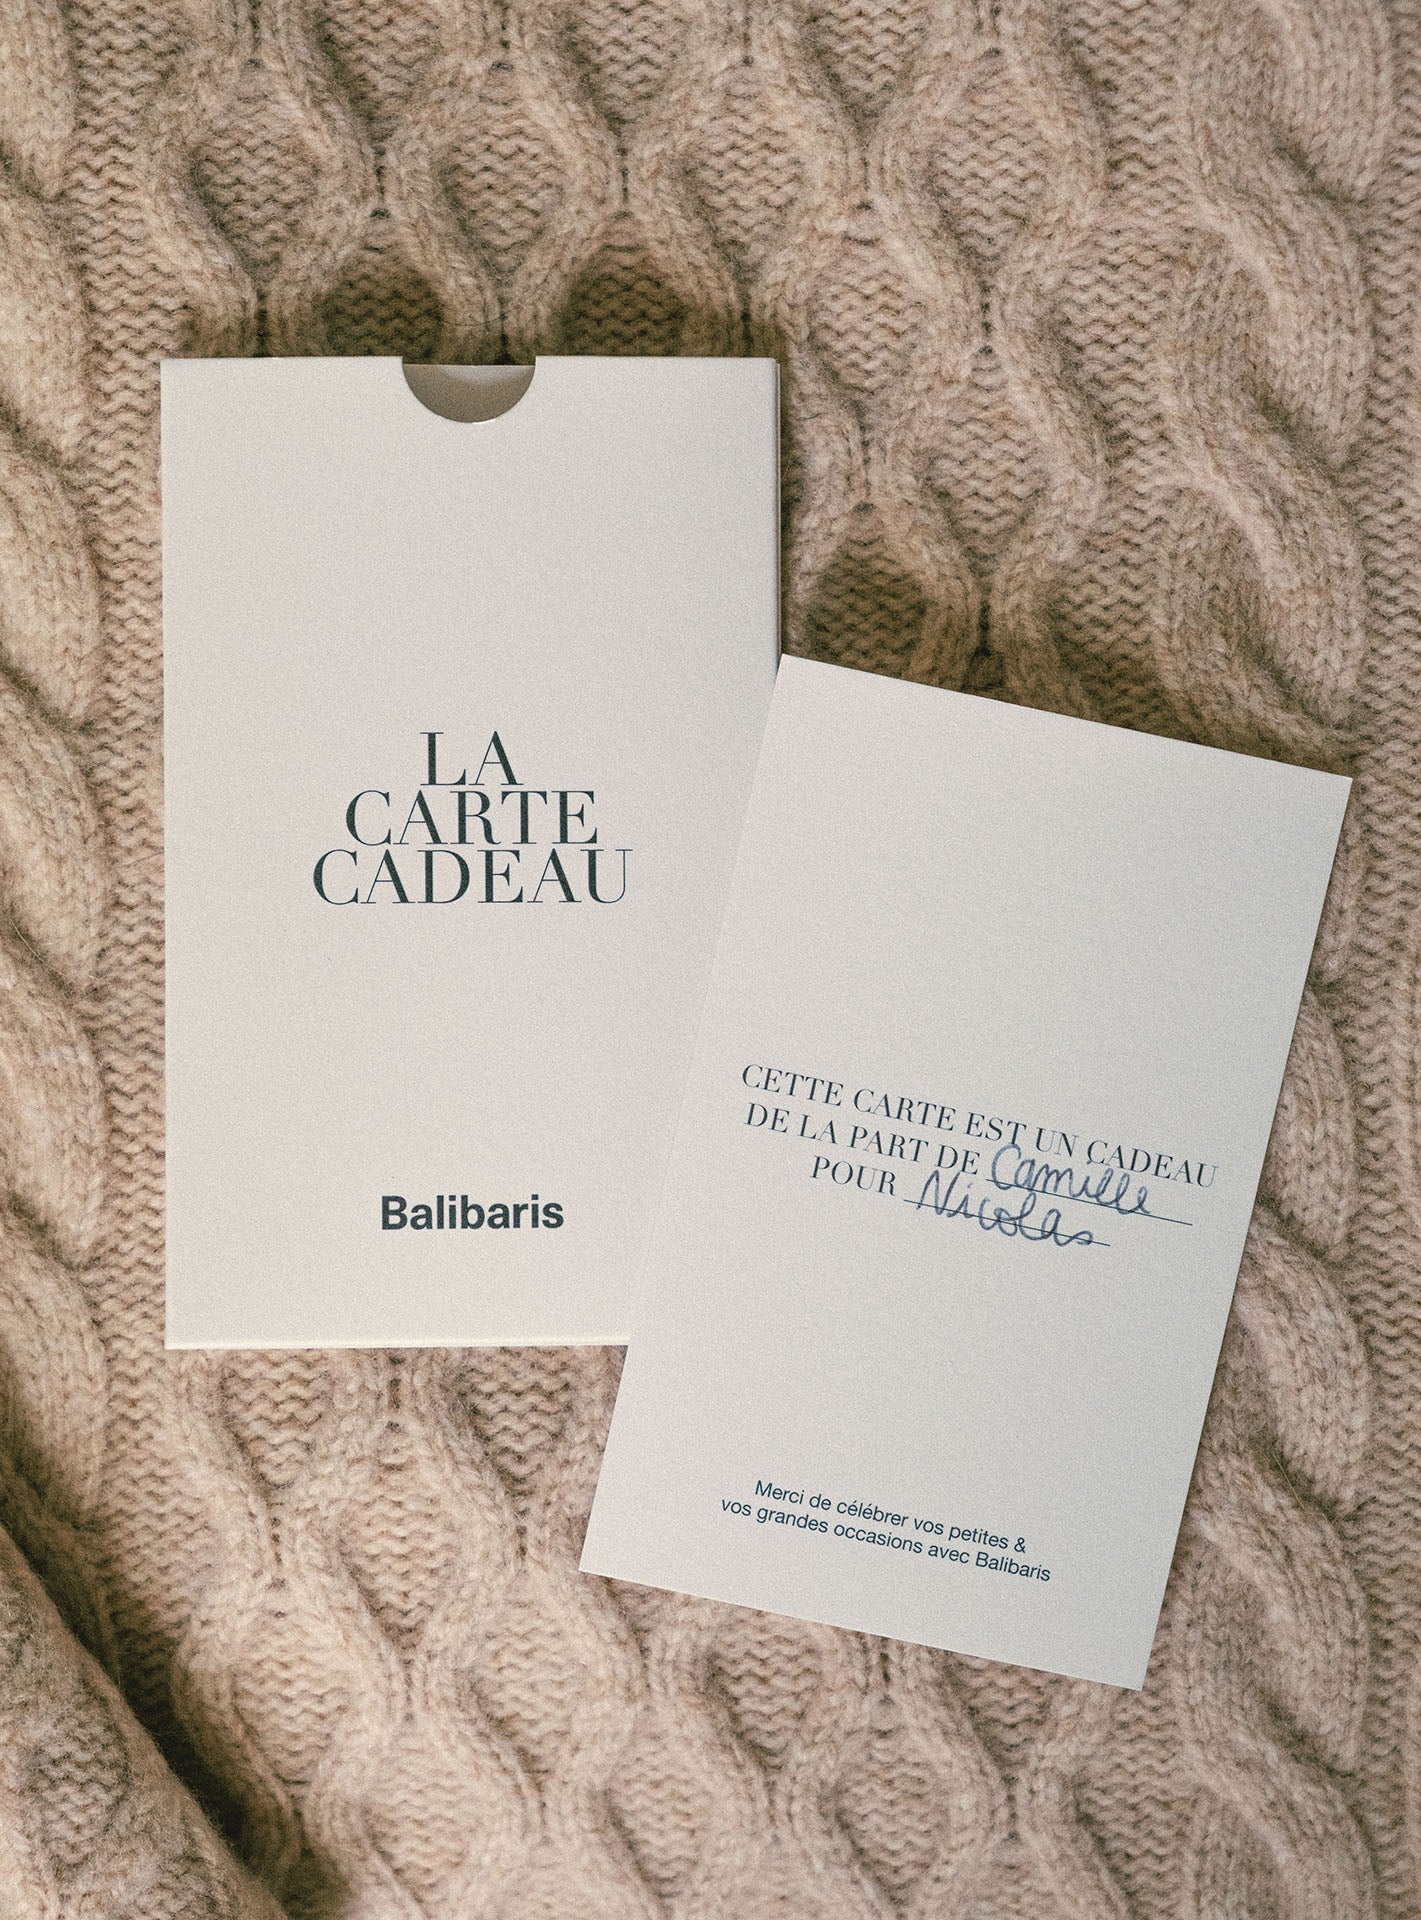 LA
CARTE
CADEAU
Balibaris
CETTE CARTE EST UN CADEAU
DE LA PART DE Camille
POUR Nicolas
Merci de célébrer vos petites &
vos grandes occasions avec Balibaris